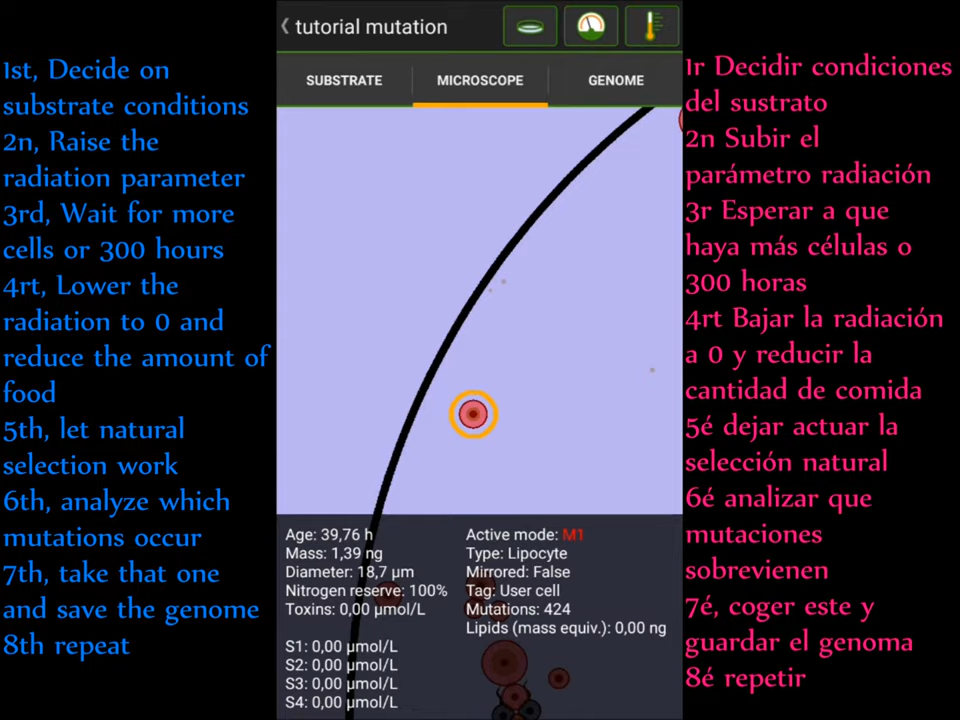 1st, Decide on
substrate conditions
2n, Raise the
radiation parameter
3rd, Wait for more
cells or 300 hours
4rt, Lower the
radiation to 0 and
reduce the amount of
food
5th, let natural
selection work
6th, analyze which
mutations occur
7th, take that one
and save the genome
8th repeat
tutorial mutation
SUBSTRATE
MICROSCOPE
GENOME
Age: 39,76 h
Mass: 1,39 ng
Diameter: 18,7 µm
Nitrogen reserve: 100%
Toxins: 0,00 µmol/L
S1: 0,00 µmol/L
S2: 0,00 µmol/L
S3: 0,00 µmol/L
S4: 0,00 µmol/L
Active mode: M1
Type: Lipocyte
Mirrored: False
Tag: User cell
Mutations: 424
Lipids (mass equiv.): 0,00 ng
1r Decidir condiciones
del sustrato
2n Subir el
parámetro radiación
3r Esperar a que
haya más células o
300 horas
4rt Bajar la radiación
a 0 y reducir la
cantidad de comida
5é dejar actuar la
selección natural
6é analizar que
mutaciones
sobrevienen
7é, coger este y
guardar el genoma
8é repetir